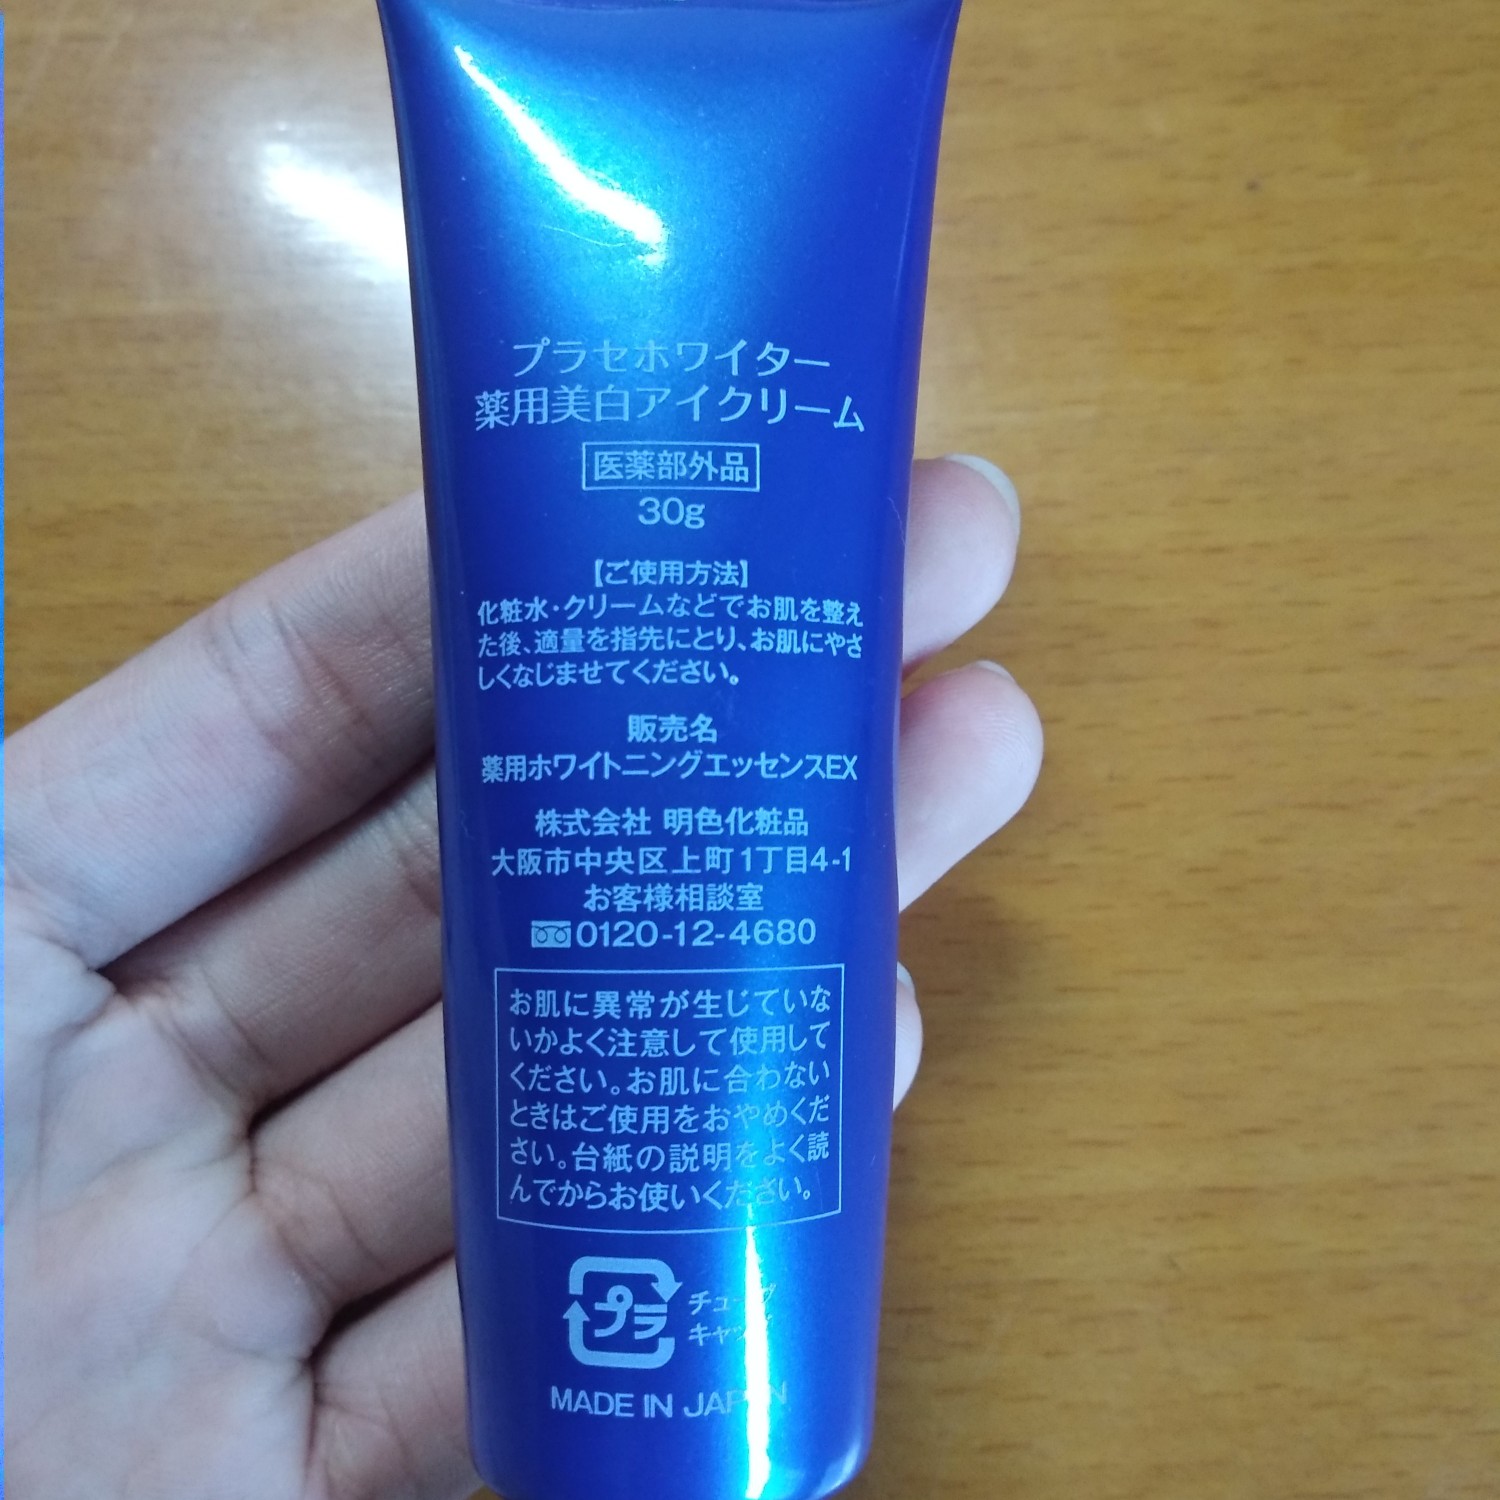 プラセホワイター
薬用美白アイクリーム
医薬部外品
30g
【ご使用方法】
化粧水・クリームなどでお肌を整え
た後、適量を指先にとり、お肌にやさ
しくなじませてください。
販売名
薬用ホワイトニングエッセンスEX
株式会社 明色化粧品
大阪市中央区上町1丁目4-1
お客様相談室
0120-12-4680
お肌に異常が生じていな
いかよく注意して使用して
ください。お肌に合わない
ときはご使用をおやめくだ
さい。台紙の説明をよく読
んでからお使いください。
プラ
チューブ
キャップ
MADE IN JAPAN